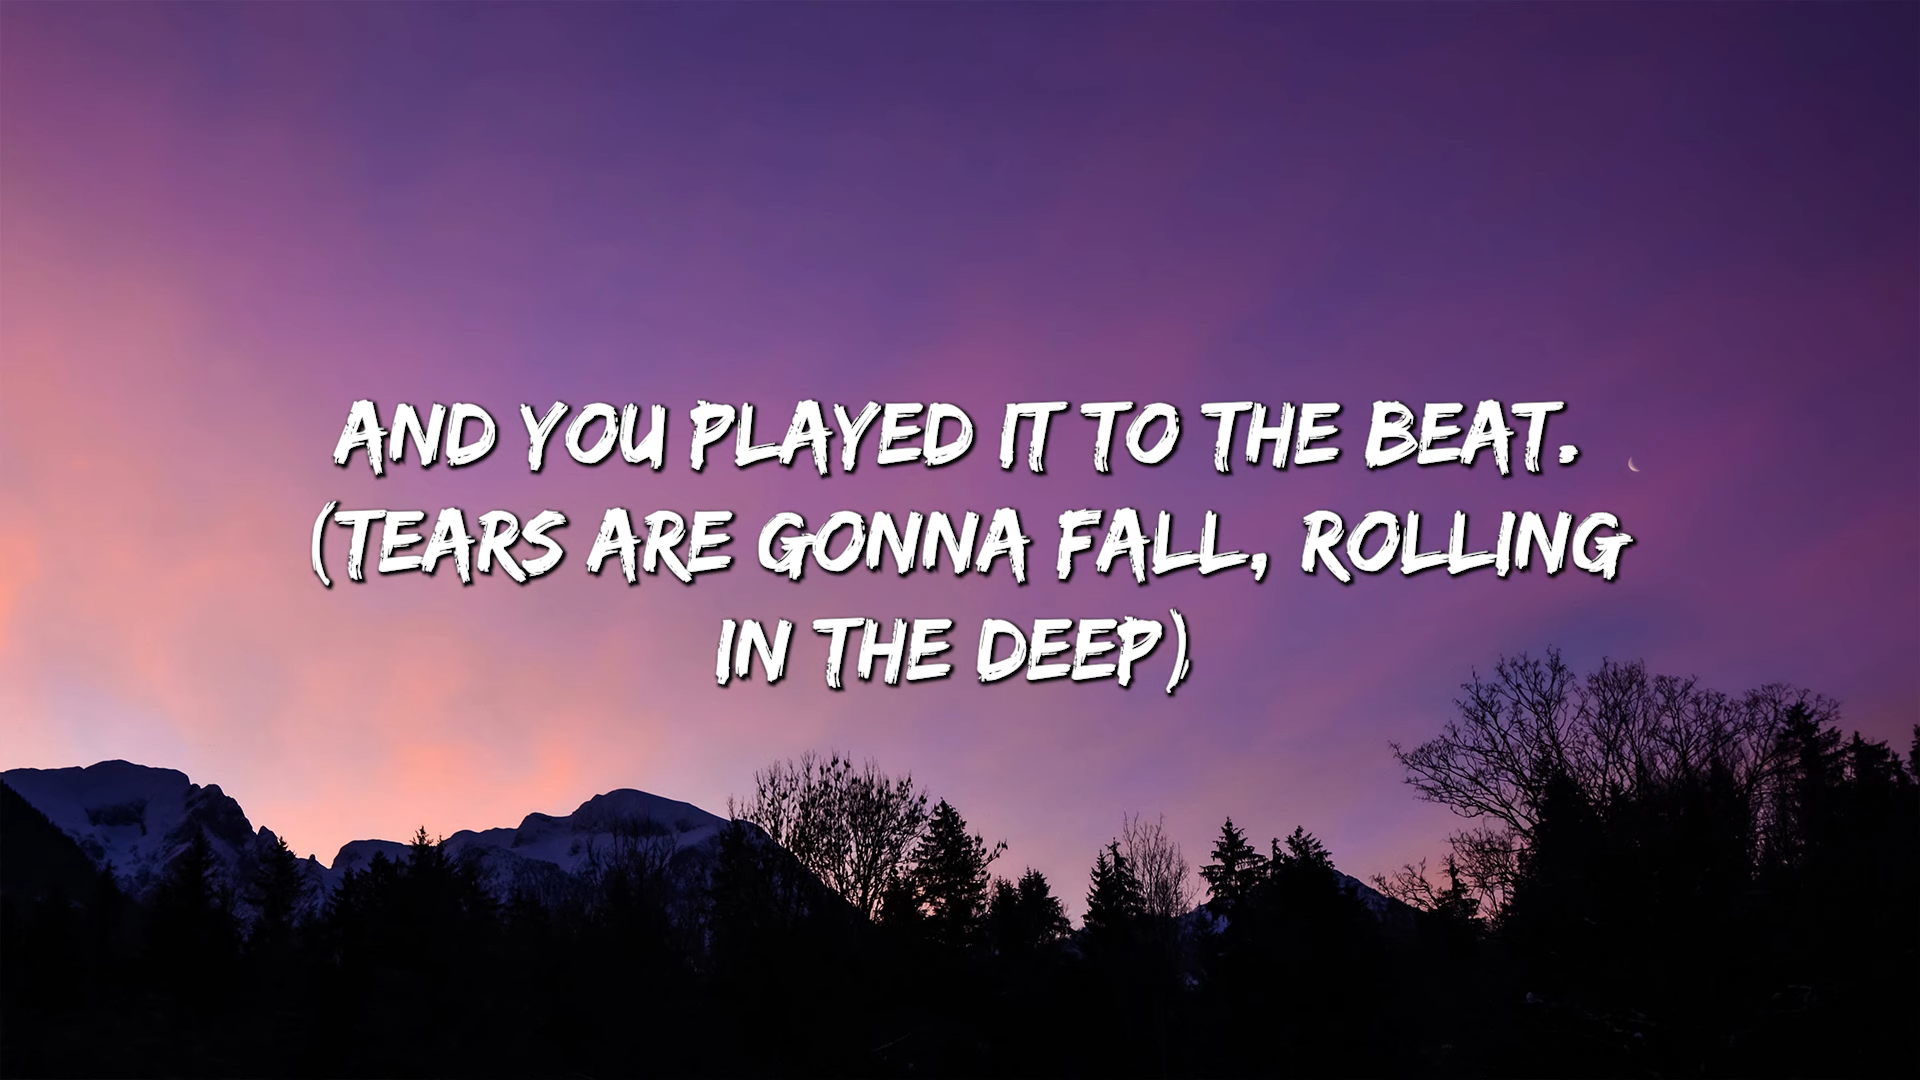 AND YOU PLAYED IT TO THE BEAT.
(TEARS ARE GONNA FALL, ROLLING
IN THE DEEP)